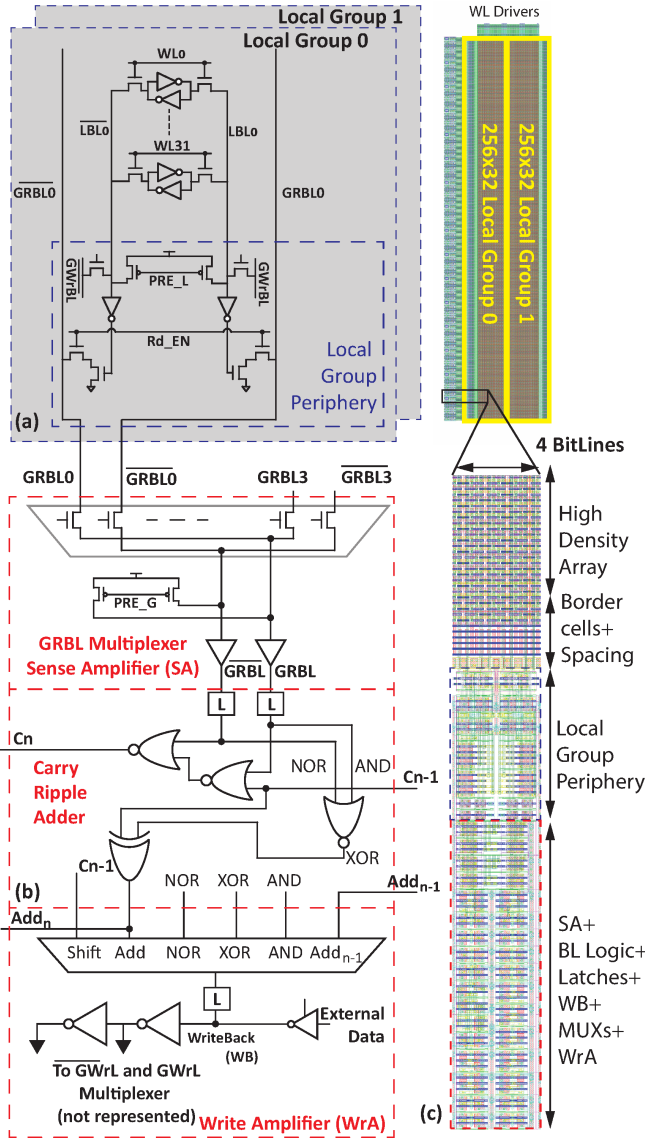 Local Group 1
Local Group 0
WL0
LBL0
LBL0
WL31
GRBL0
GRBL0
GWrBL
PRE_L
GWrBL
Rd_EN
Local
Group
Periphery
(a)
GRBL0
GRBL0
GRBL3
GRBL3
PRE_G
GRBL Multiplexer
Sense Amplifier (SA)
GRBL
GRBL
L
L
Cn
Carry
Ripple
Adder
NOR
AND
Cn-1
XOR
Cn-1
(b)
NOR
XOR
AND
Addn-1
Addn
Shift
Add
NOR
XOR
AND
Addn-1
L
External
Data
WriteBack
(WB)
To GWrL and GWrL
Multiplexer
(not represented)
Write Amplifier (WrA)
WL Drivers
256x32 Local Group 0
256x32 Local Group 1
4 BitLines
High
Density
Array
Border
cells+
Spacing
Local
Group
Periphery
SA+
BL Logic+
Latches+
WB+
MUXs+
WrA
(c)